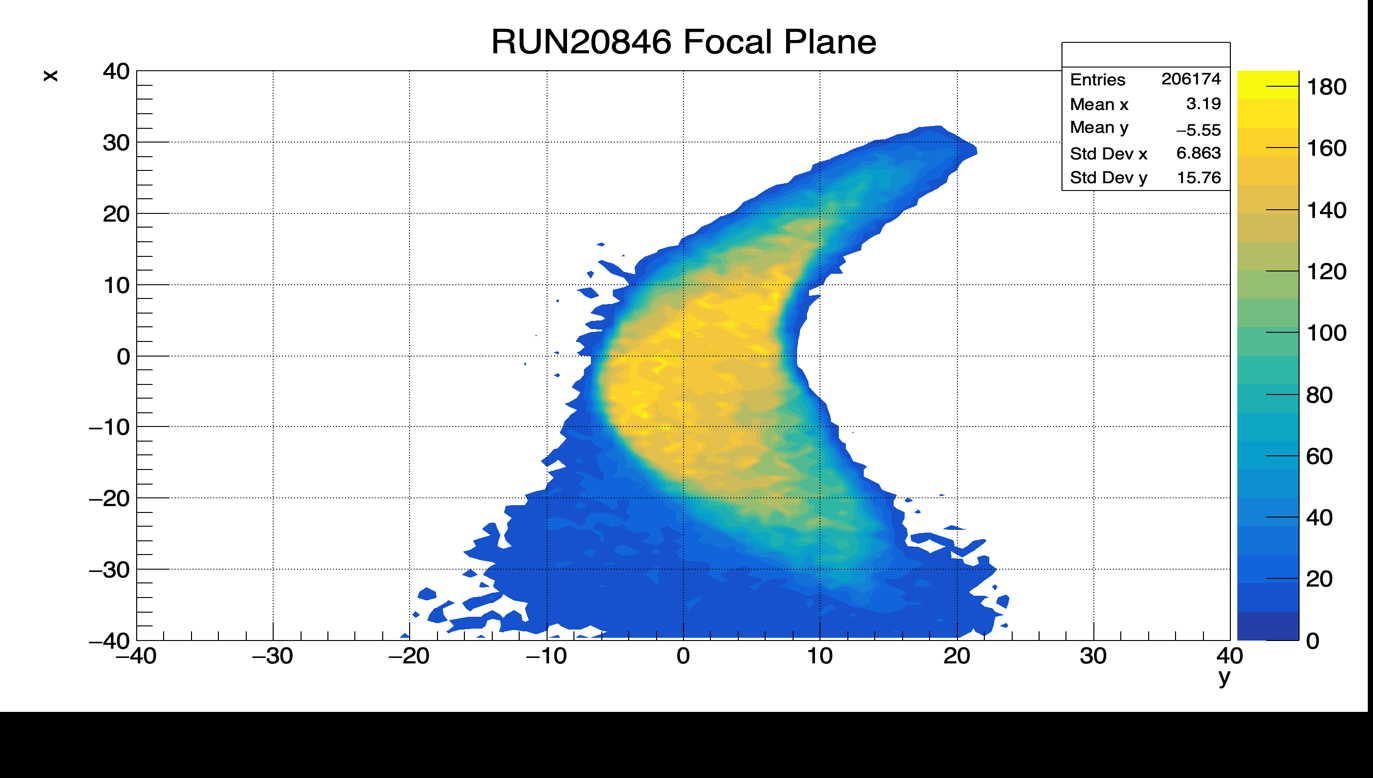 RUN20846 Focal Plane
x
Entries 206174
Mean x 3.19
Mean y −5.55
Std Dev x 6.863
Std Dev y 15.76
40
30
20
10
0
−10
−20
−30
−40
−40 −30 −20 −10 0 10 20 30 40
y
180
160
140
120
100
80
60
40
20
0